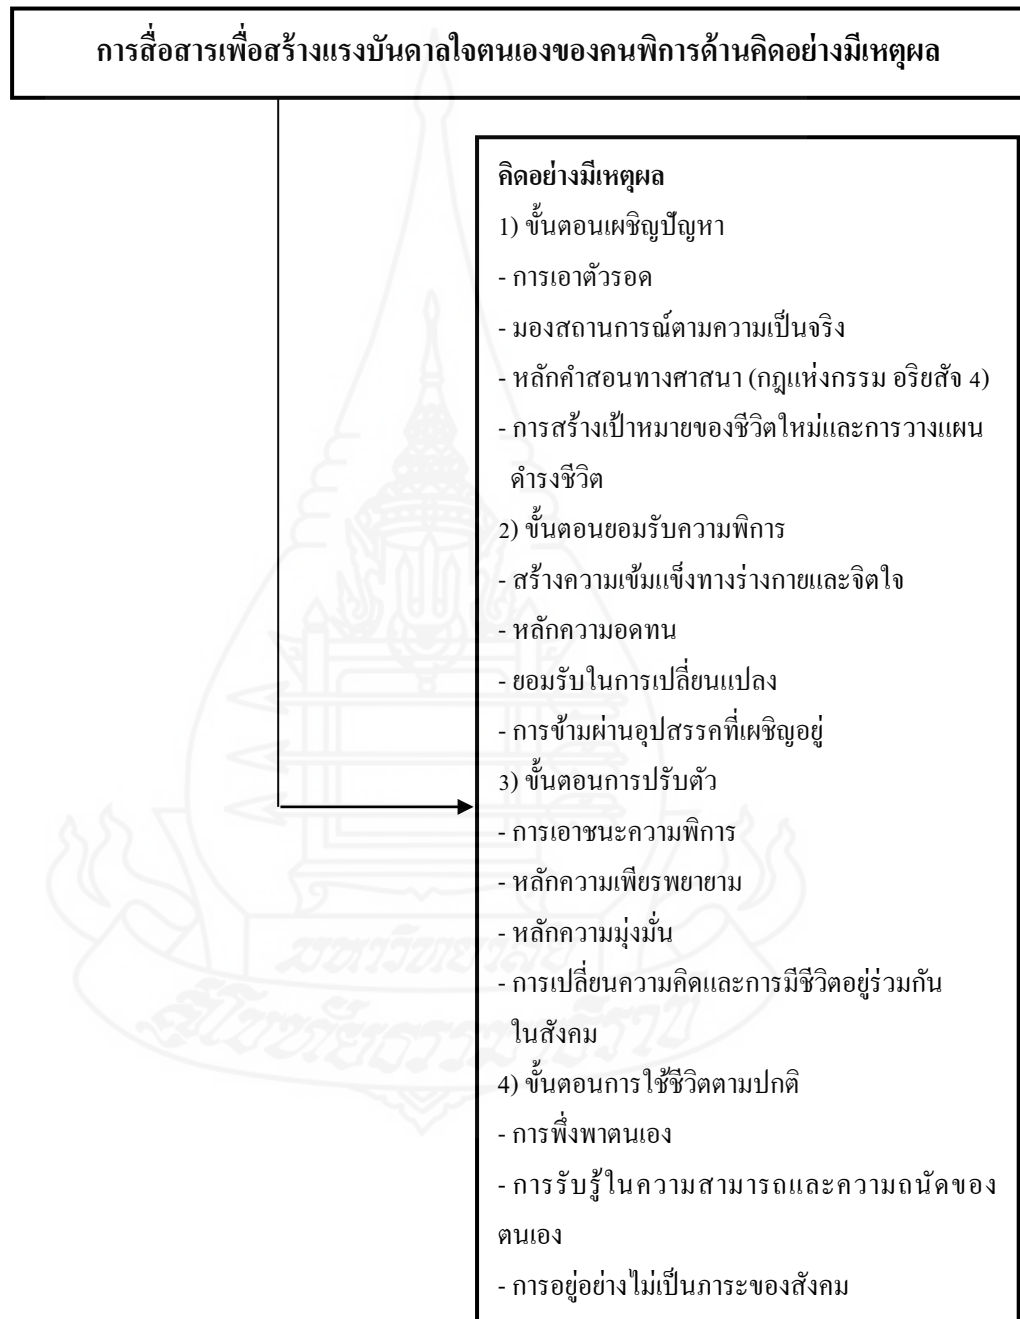 การสื่อสารเพื่อสร้างแรงบันดาลใจตนเองของคนพิการด้านคิดอย่างมีเหตุผล
คิดอย่างมีเหตุผล
1) ขั้นตอนเผชิญปัญหา
- การเอาตัวรอด
- มองสถานการณ์ตามความเป็นจริง
- หลักคำสอนทางศาสนา (กฎแห่งกรรม อริยสัจ 4)
- การสร้างเป้าหมายของชีวิตใหม่และการวางแผน
ดำรงชีวิต
2) ขั้นตอนยอมรับความพิการ
- สร้างความเข้มแข็งทางร่างกายและจิตใจ
- หลักความอดทน
- ยอมรับในการเปลี่ยนแปลง
- การข้ามผ่านอุปสรรคที่เผชิญอยู่
3) ขั้นตอนการปรับตัว
- การเอาชนะความพิการ
- หลักความเพียรพยายาม
- หลักความมุ่งมั่น
- การเปลี่ยนความคิดและการมีชีวิตอยู่ร่วมกัน
ในสังคม
4) ขั้นตอนการใช้ชีวิตตามปกติ
- การพึ่งพาตนเอง
- การรับรู้ในความสามารถและความถนัดของ
ตนเอง
- การอยู่อย่างไม่เป็นภาระของสังคม
มหาวิทยาลัย
สุโขทัยธรรมาธิราช